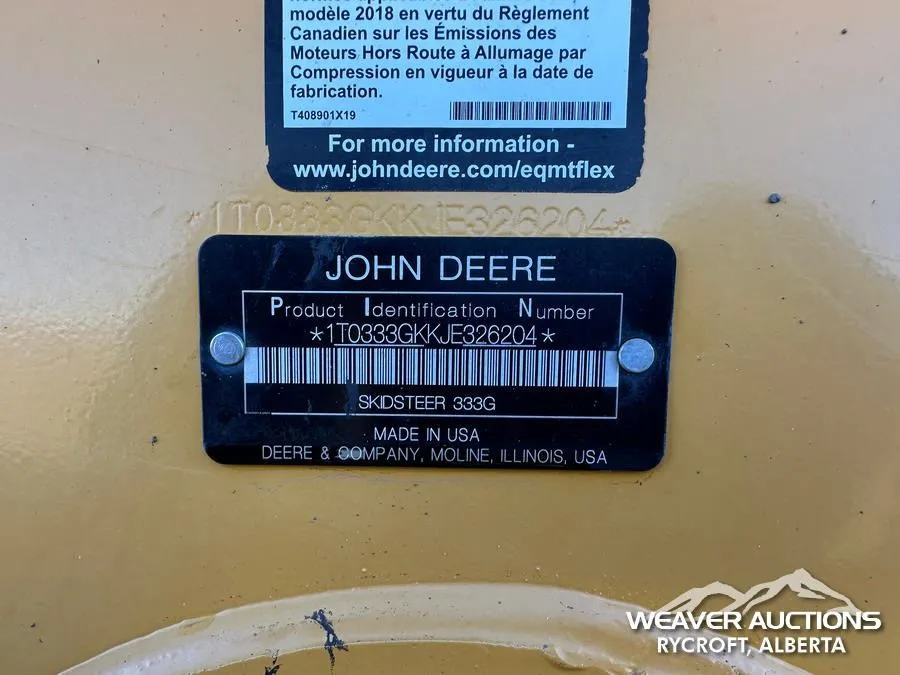 modèle 2018 en vertu du Règlement
Canadien sur les Émissions des
Moteurs Hors Route à Allumage par
Compression en vigueur à la date de
fabrication.
T408901X19
For more information -
www.johndeere.com/eqmtflex
*1T0333GKKJE326204*
JOHN DEERE
Product Identification Number
*1T0333GKKJE326204*
SKIDSTEER 333G
MADE IN USA
DEERE & COMPANY, MOLINE, ILLINOIS, USA
WEAVER AUCTIONS
RYCROFT, ALBERTA